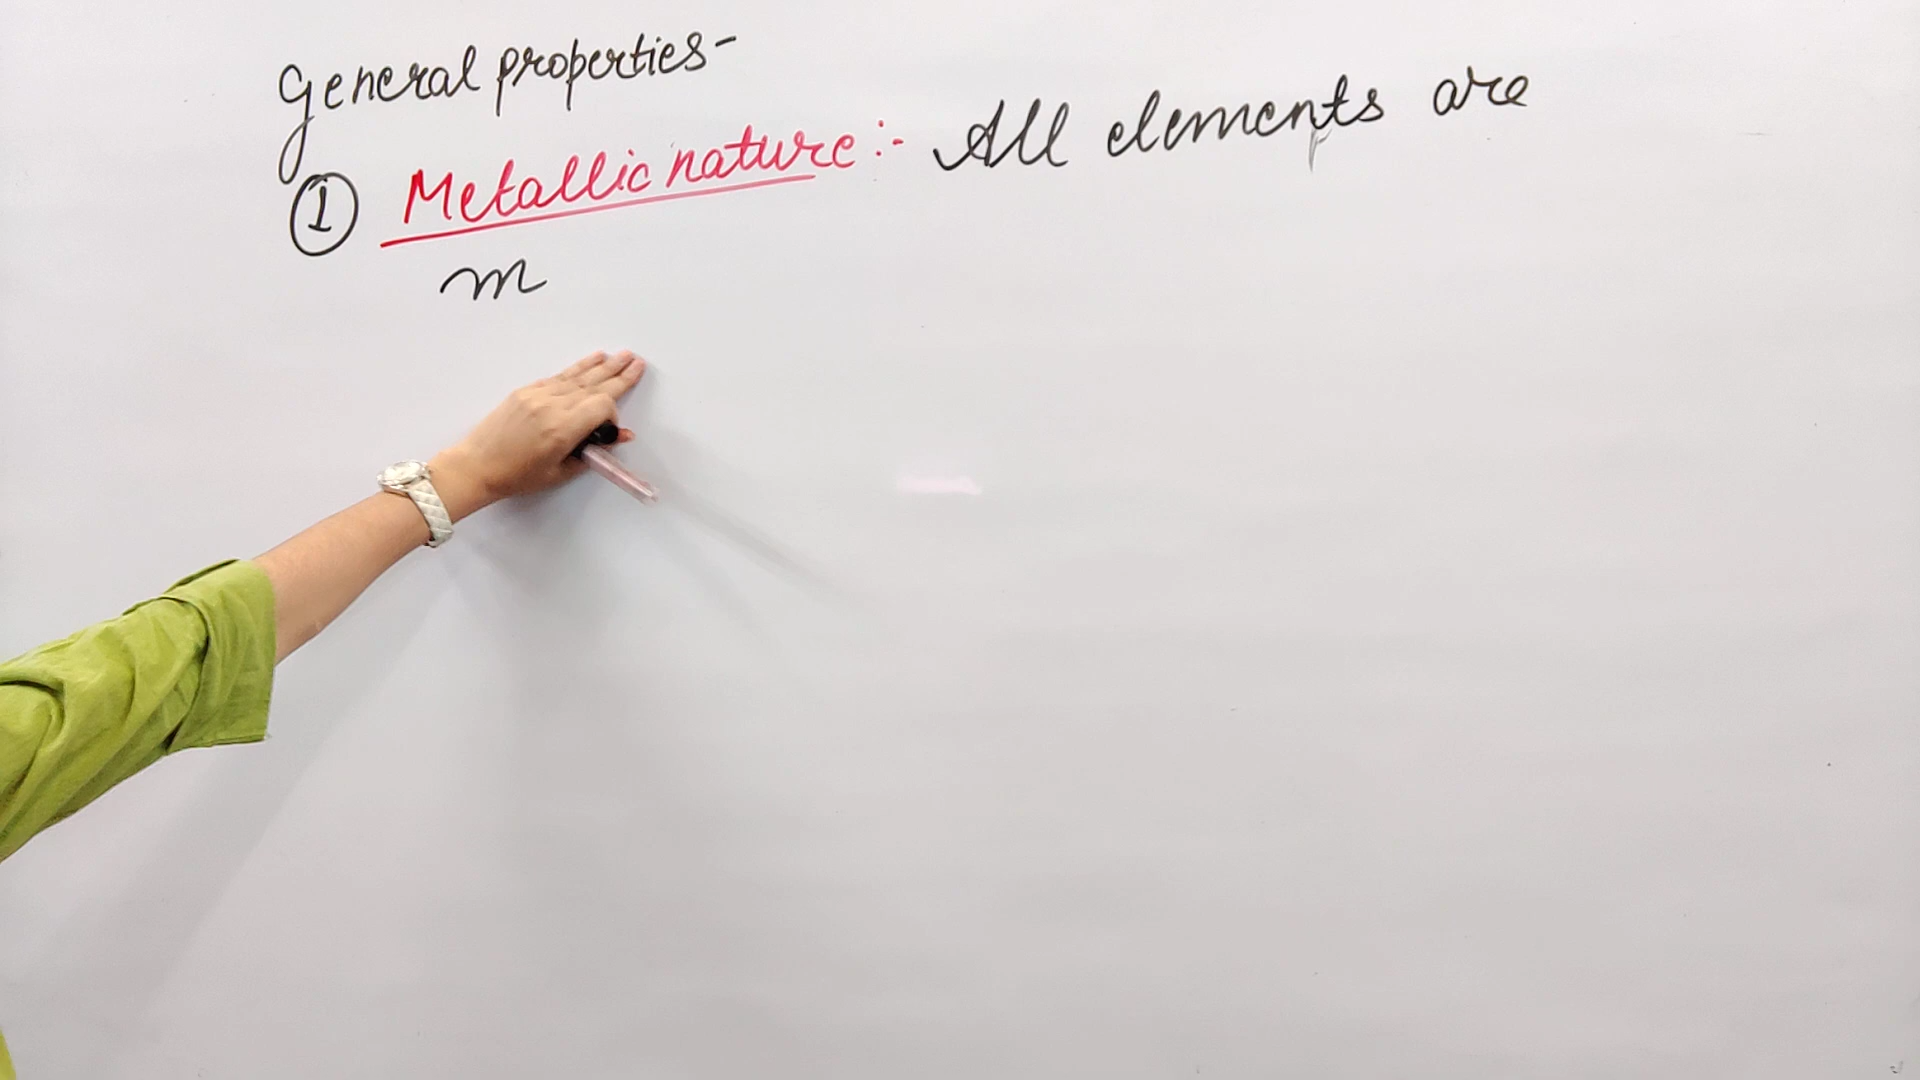 General properties-
① Metallic nature:- All elements are
m